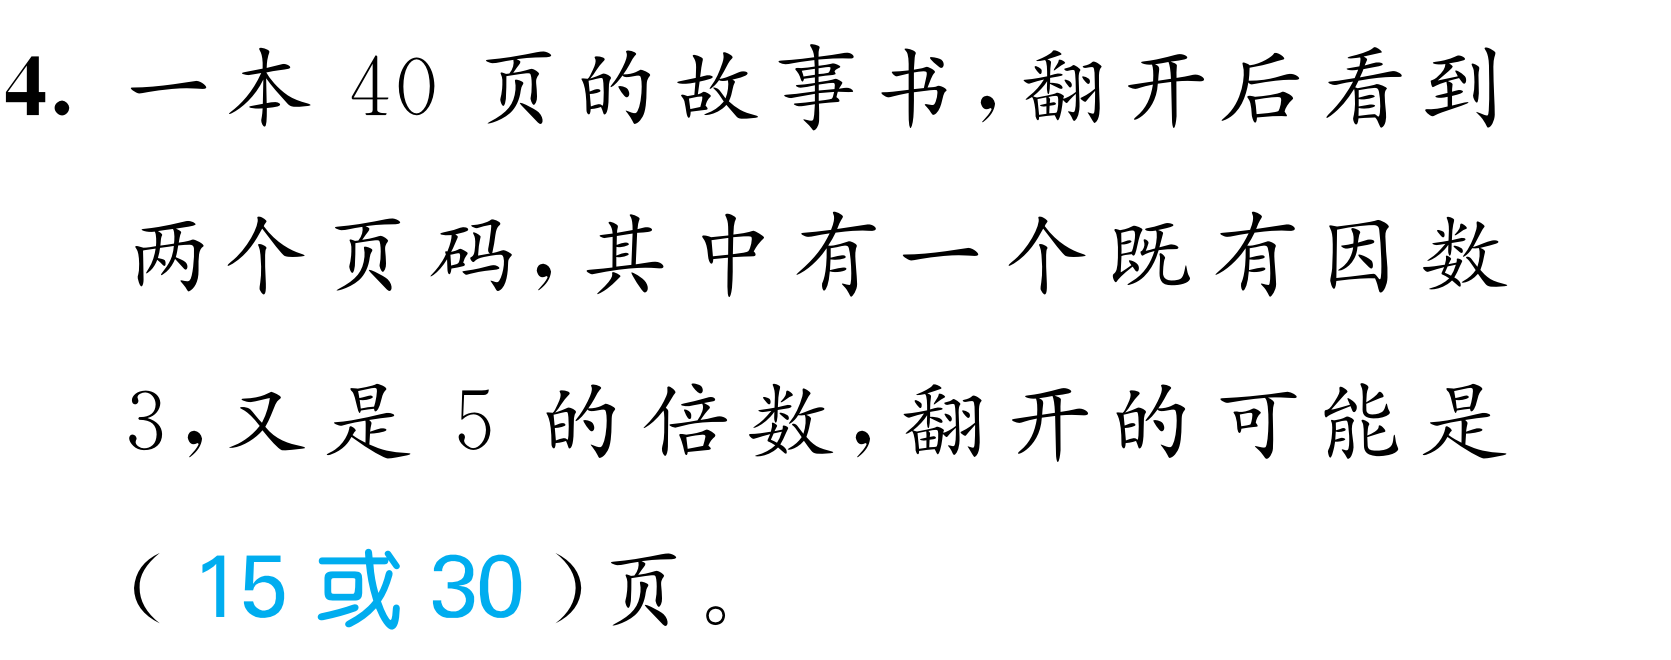 4. 一本 40 页的故事书,翻开后看到
两个页码,其中有一个既有因数
3,又是 5 的倍数,翻开的可能是
( 15 或 30 )页。